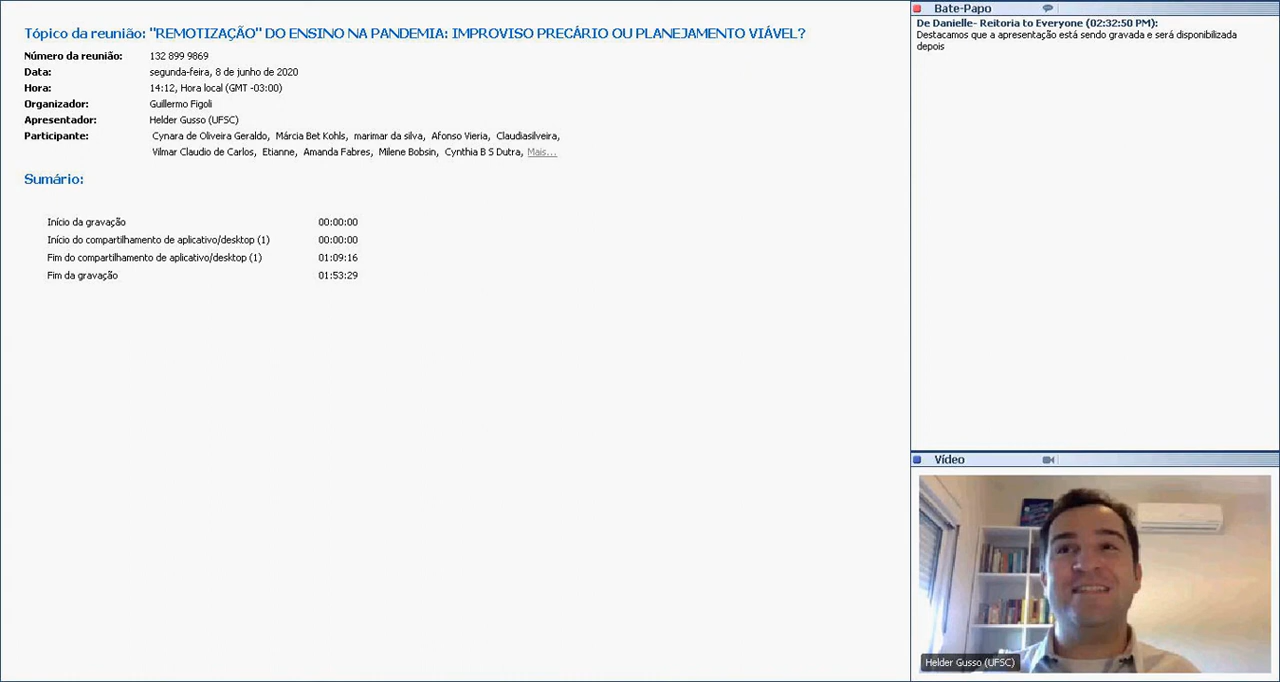 Tópico da reunião: "REMOTIZAÇÃO" DO ENSINO NA PANDEMIA: IMPROVISO PRECÁRIO OU PLANEJAMENTO VIÁVEL?
Número da reunião: 132 899 9869
Data: segunda-feira, 8 de junho de 2020
Hora: 14:12, Hora local (GMT -03:00)
Organizador: Guillermo Figoli
Apresentador: Helder Gusso (UFSC)
Participante: Cynara de Oliveira Geraldo, Márcia Bet Kohls, marimar da silva, Afonso Vieria, Claudiasilveira,
Vilmar Claudio de Carlos, Etianne, Amanda Fabres, Milene Bobsin, Cynthia B S Dutra, Mais...
Sumário:
Início da gravação 00:00:00
Início do compartilhamento de aplicativo/desktop (1) 00:00:00
Fim do compartilhamento de aplicativo/desktop (1) 01:09:16
Fim da gravação 01:53:29
Bate-Papo
De Danielle- Reitoria to Everyone (02:32:50 PM):
Destacamos que a apresentação está sendo gravada e será disponibilizada
depois
Vídeo
Helder Gusso (UFSC)